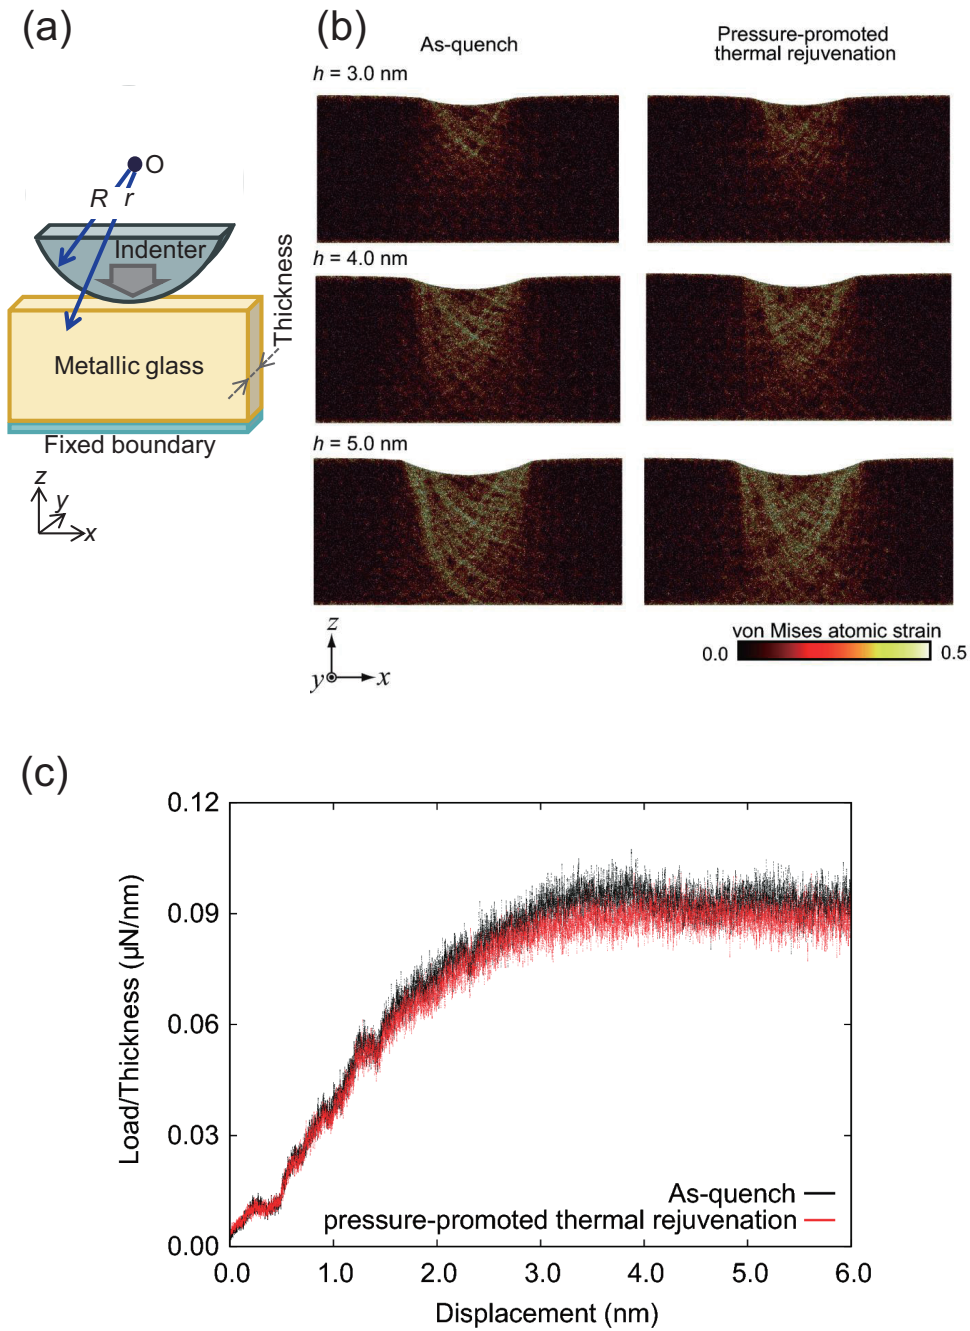 (a)
O
R
r
Indenter
Thickness
Metallic glass
Fixed boundary
z
y
x
(b)
As-quench
Pressure-promoted
thermal rejuvenation
h = 3.0 nm
h = 4.0 nm
h = 5.0 nm
z
y
x
von Mises atomic strain
0.0
0.5
(c)
0.12
0.09
0.06
0.03
0.00
Load/Thickness (μN/nm)
As-quench
pressure-promoted thermal rejuvenation
0.0 1.0 2.0 3.0 4.0 5.0 6.0
Displacement (nm)